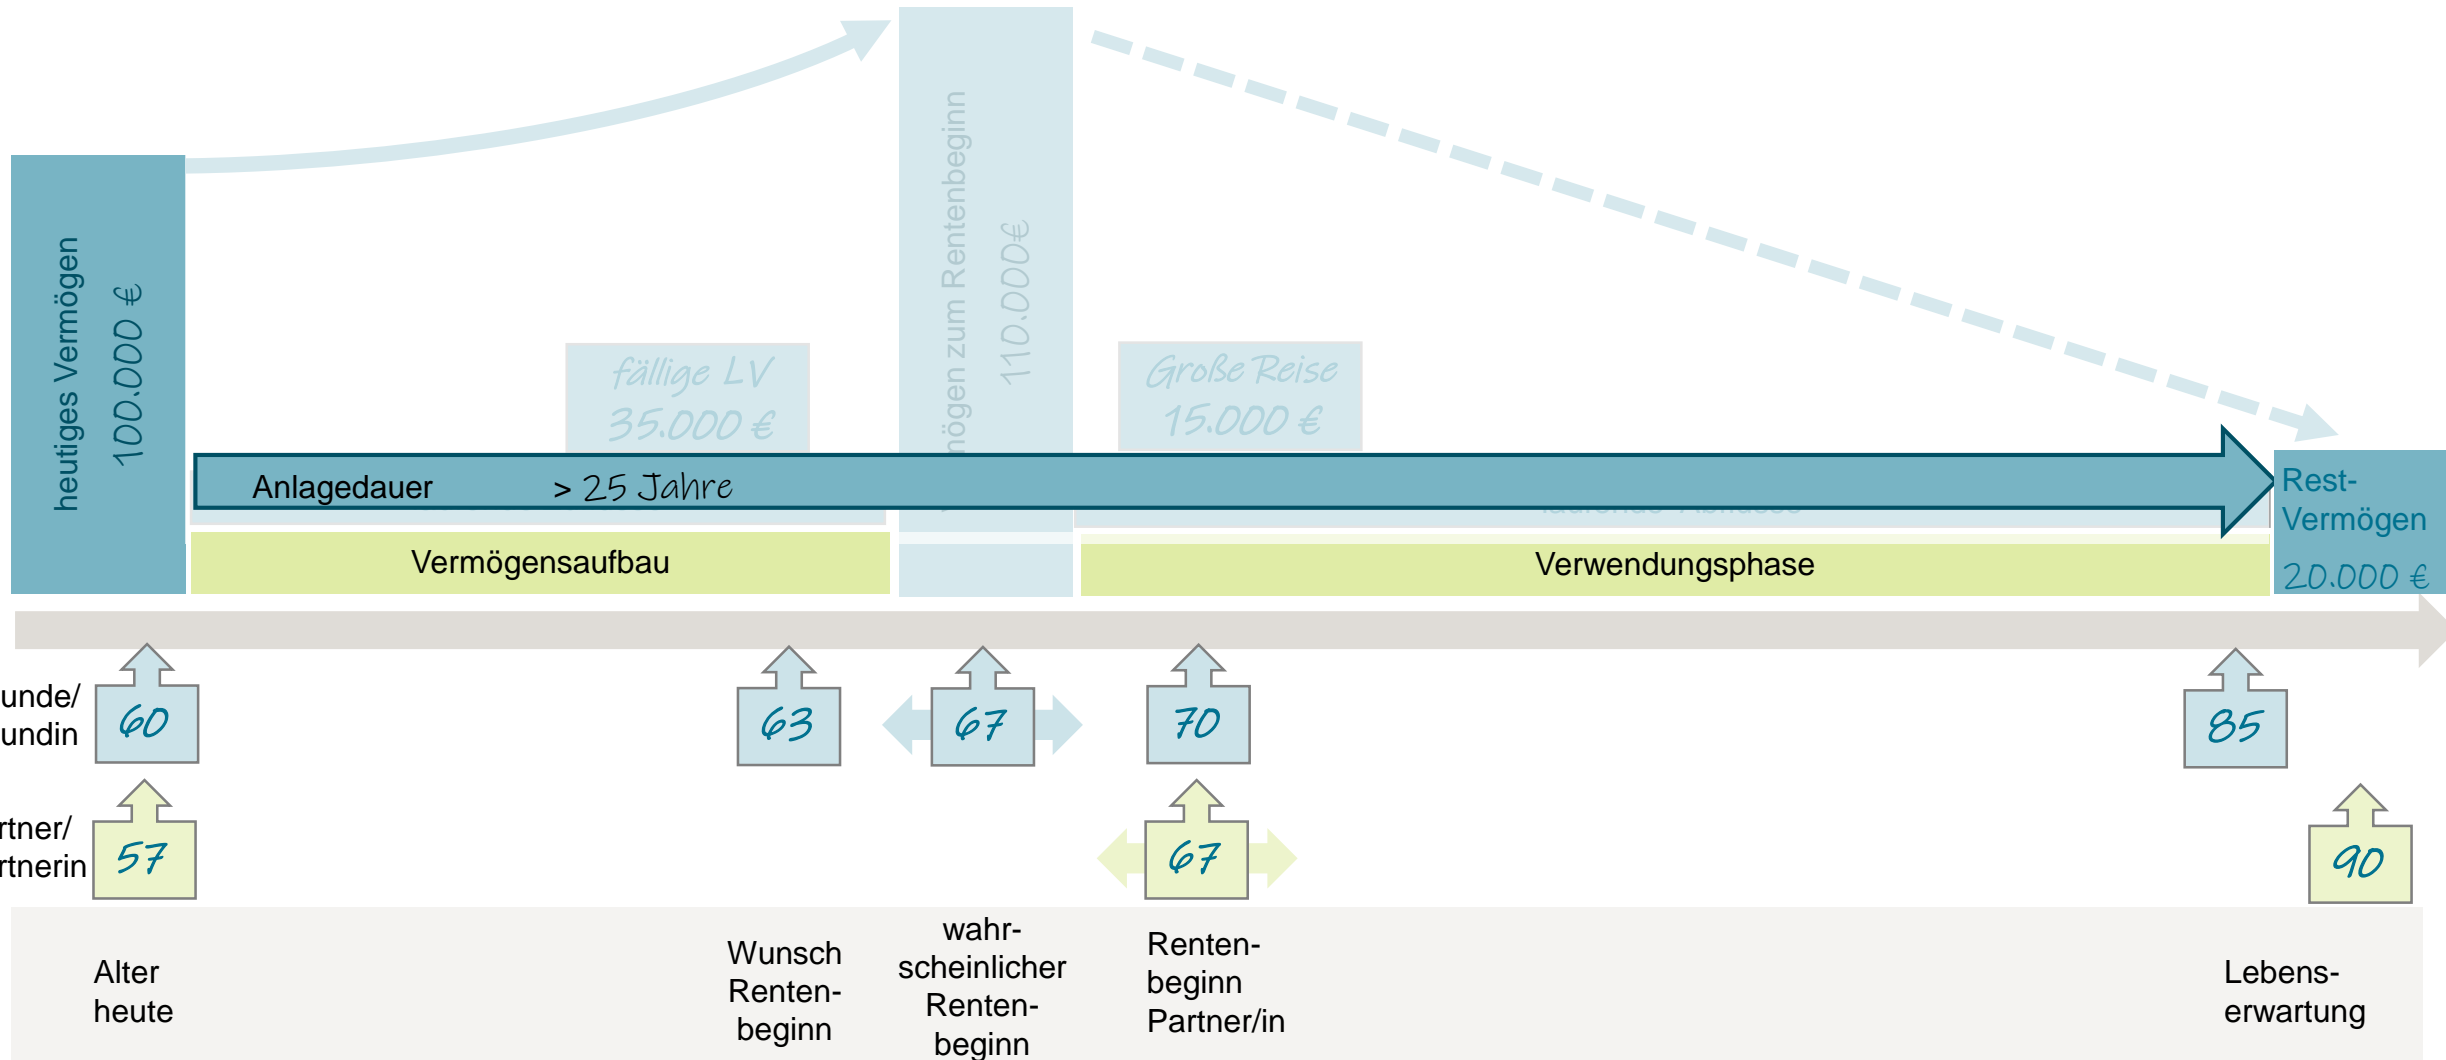 heutiges Vermögen
100.000 €
mögen zum Rentenbeginn
110.000€
fällige LV
35.000 €
Große Reise
15.000 €
Anlagedauer > 25 Jahre
Rest-
Vermögen
20.000 €
Vermögensaufbau
Verwendungsphase
unde/
undin
60
63
67
70
85
rtner/
rtnerin
57
67
90
Alter
heute
Wunsch
Renten-
beginn
wahr-
scheinlicher
Renten-
beginn
Renten-
beginn
Partner/in
Lebens-
erwartung